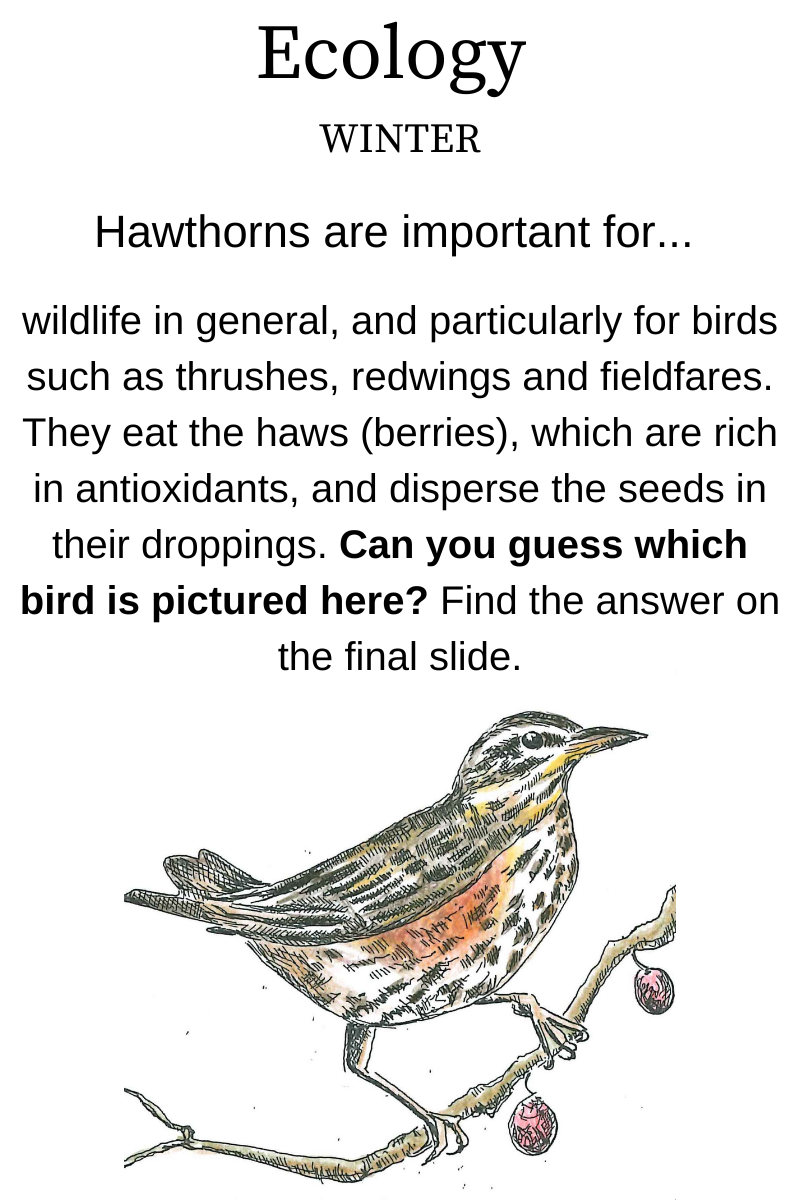 Ecology
WINTER
Hawthorns are important for...
wildlife in general, and particularly for birds
such as thrushes, redwings and fieldfares.
They eat the haws (berries), which are rich
in antioxidants, and disperse the seeds in
their droppings. Can you guess which
bird is pictured here? Find the answer on
the final slide.